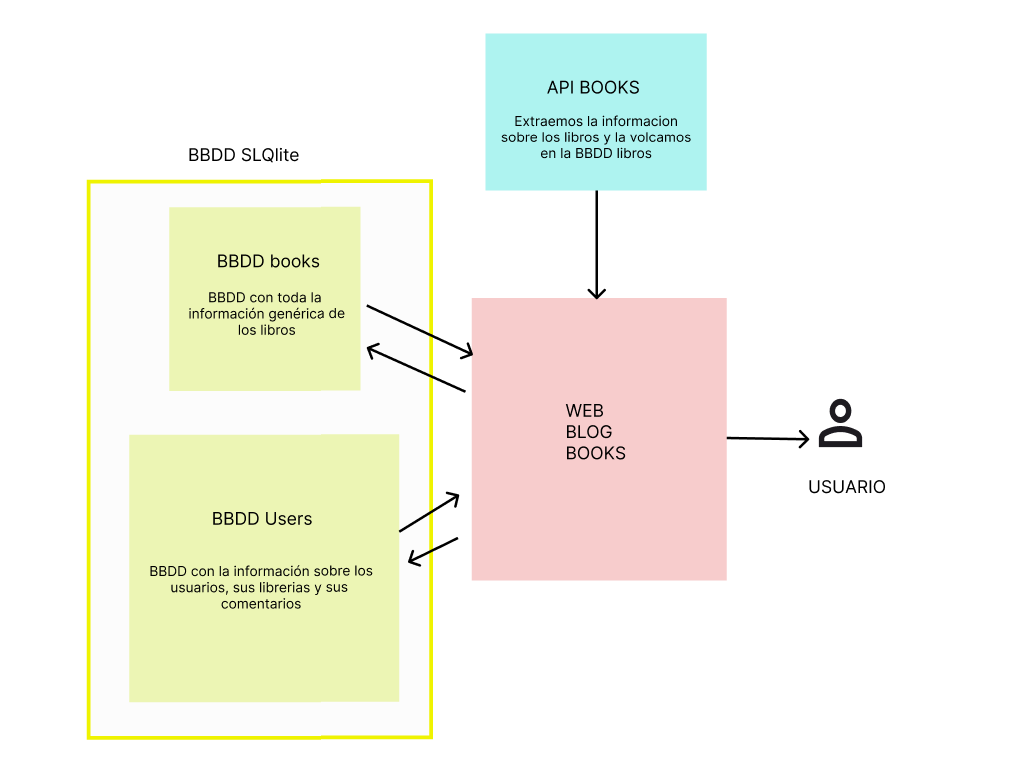 API BOOKS
Extraemos la informacion
sobre los libros y la volcamos
en la BBDD libros
BBDD SLQlite
BBDD books
BBDD con toda la
información genérica de
los libros
WEB
BLOG
BOOKS
USUARIO
BBDD Users
BBDD con la información sobre los
usuarios, sus librerias y sus
comentarios